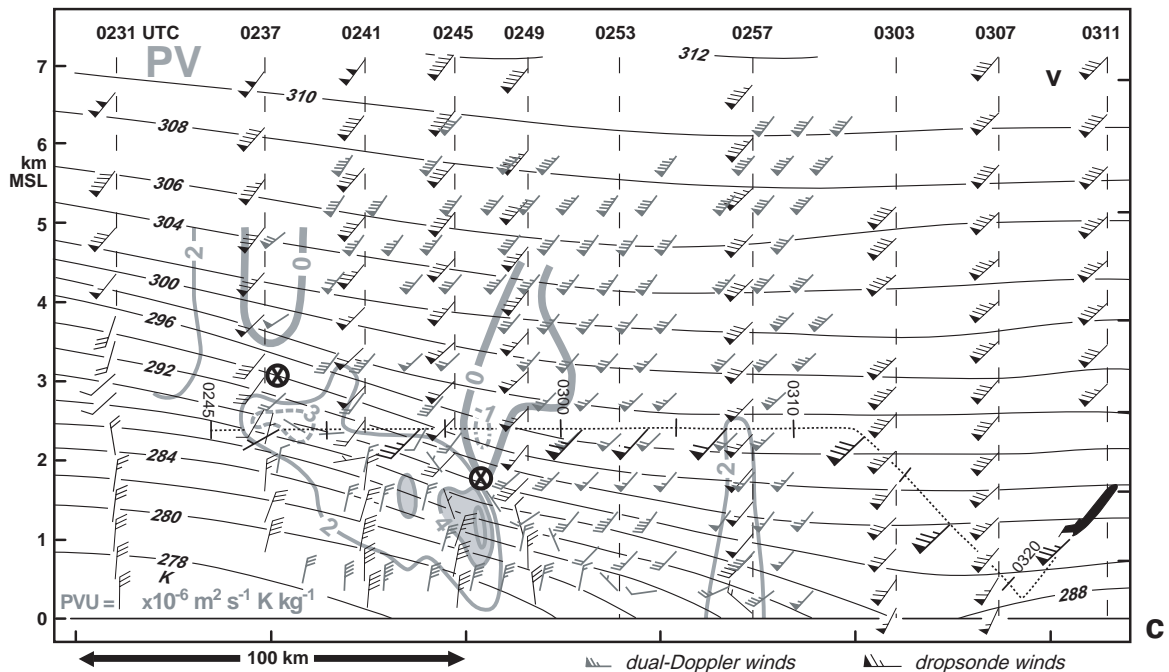 0231 UTC 0237 0241 0245 0249 0253 0257 0303 0307 0311
PV
312
7
V
310
308
6
km
MSL
306
5
304
2
0
4
300
296
3
292
0
0245
3
1
0300
0310
2
2
284
4
280
2
1
0320
278
K
PVU = x10⁻⁶ m² s⁻¹ K kg⁻¹
288
0
C
100 km
dual-Doppler winds
dropsonde winds